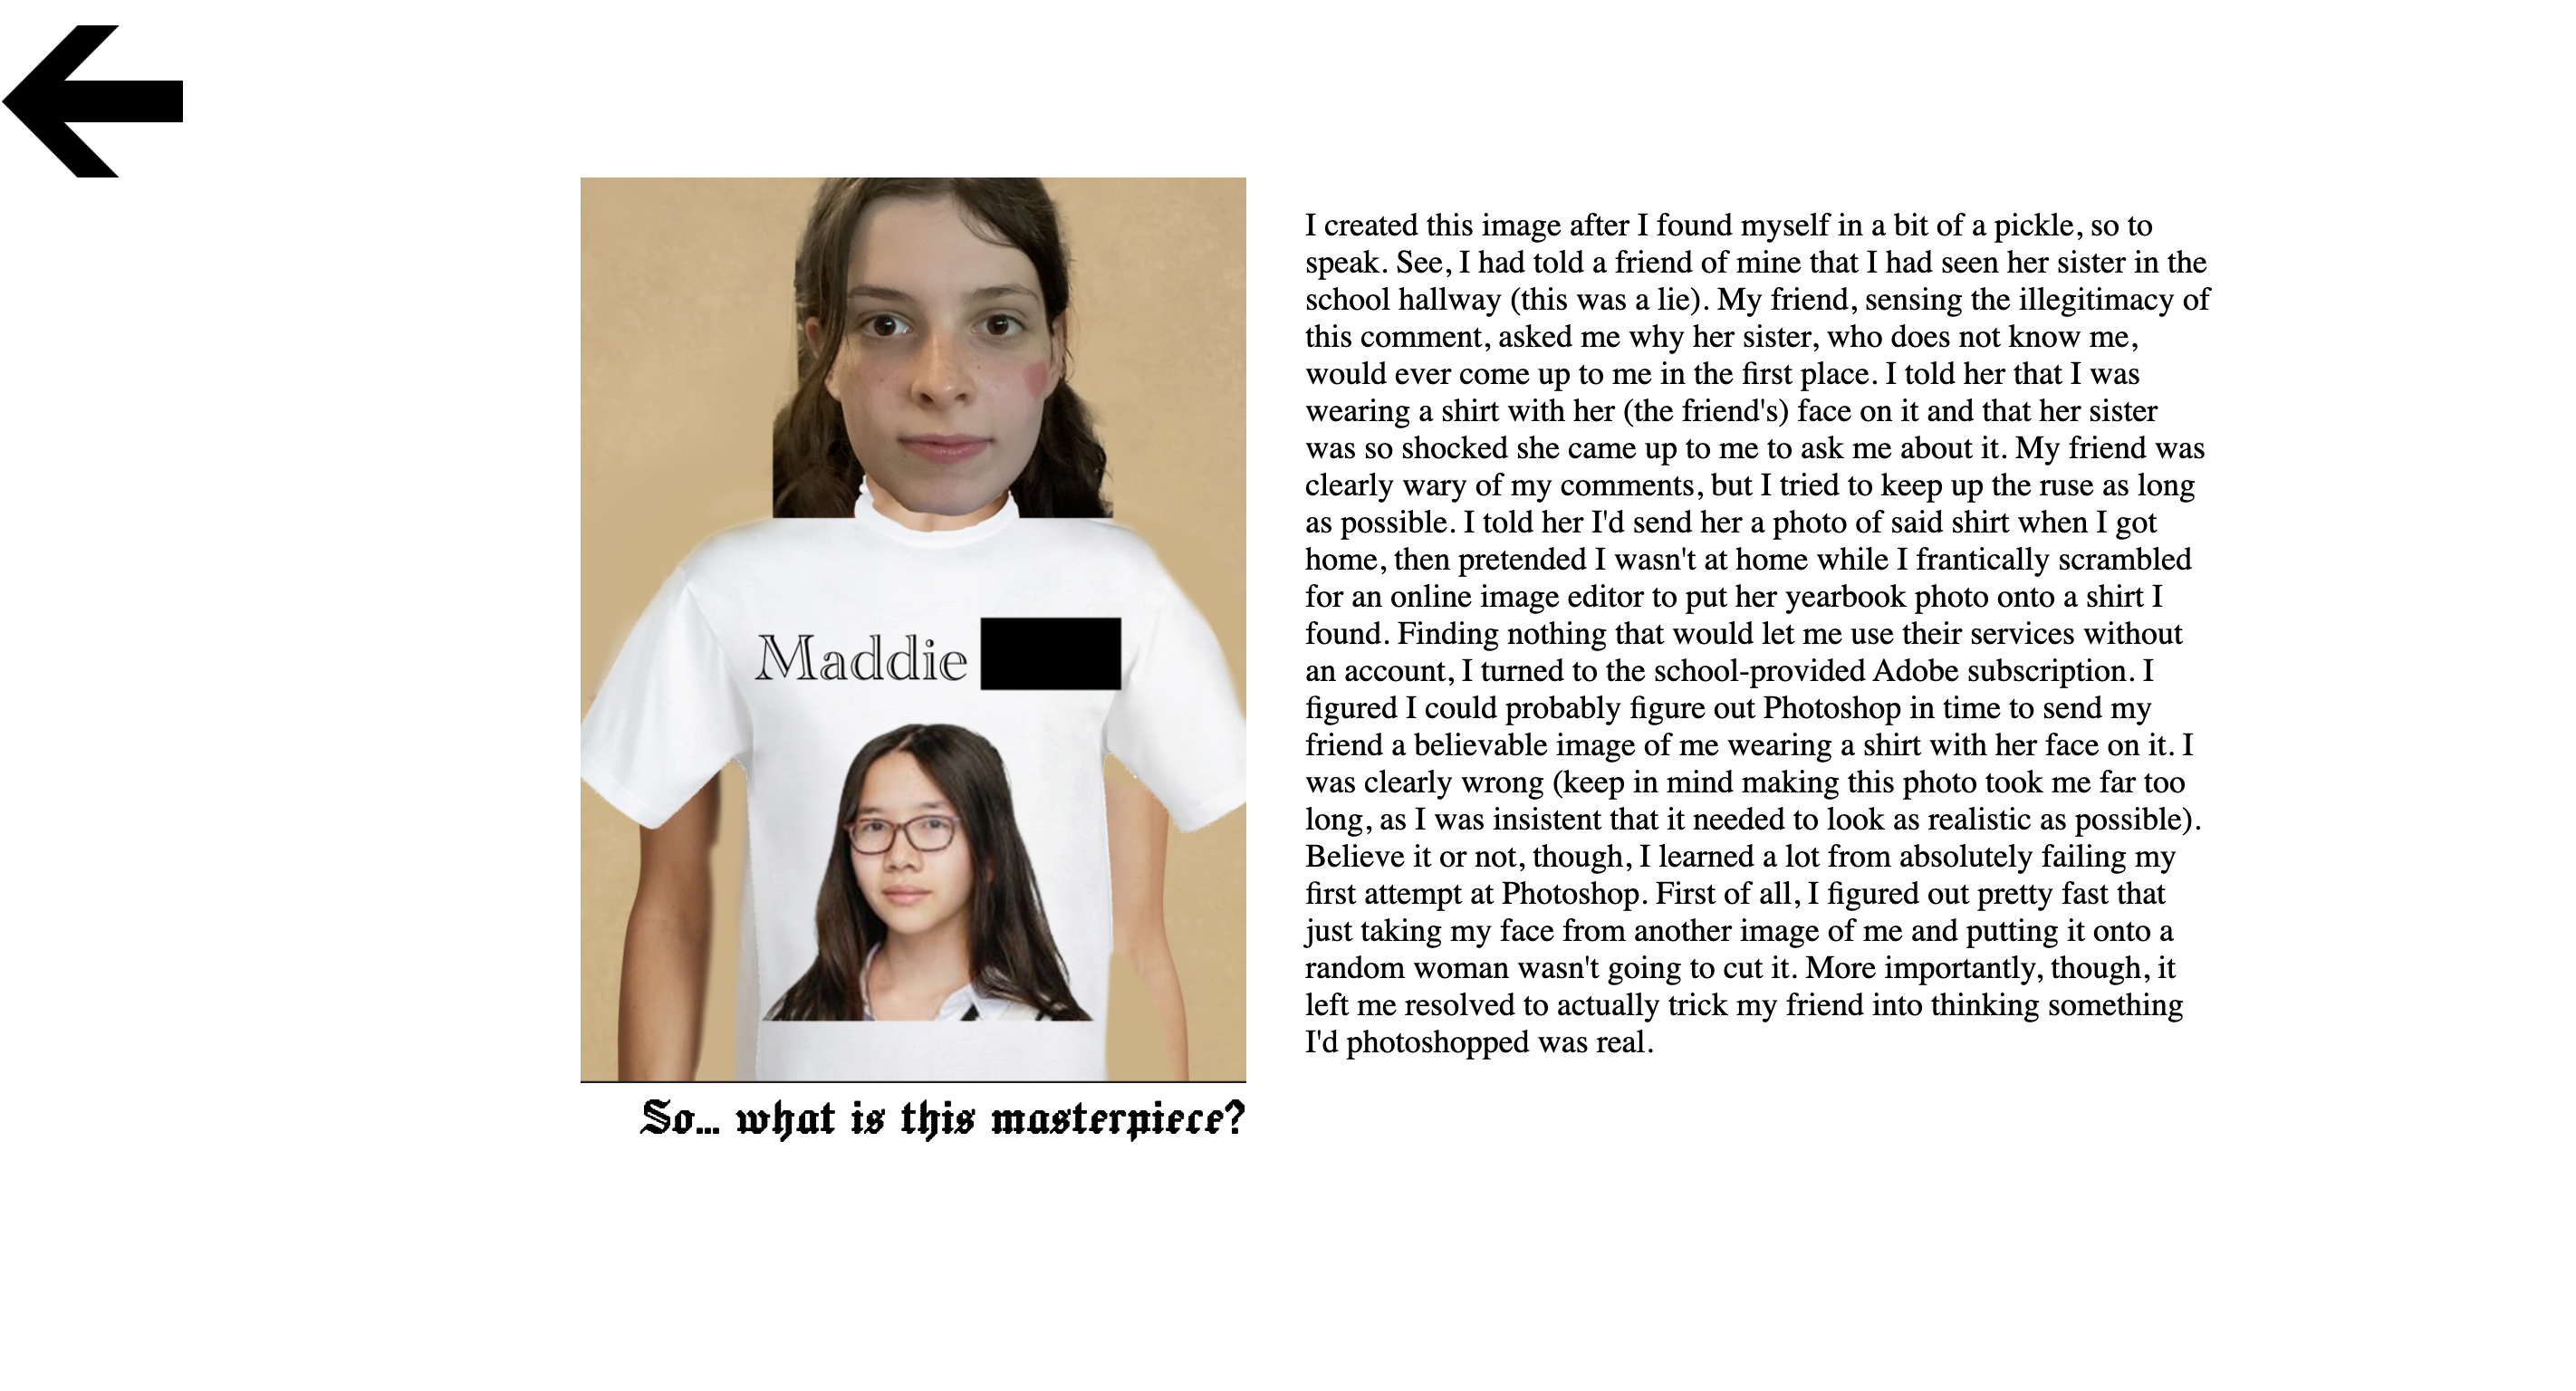 I created this image after I found myself in a bit of a pickle, so to
speak. See, I had told a friend of mine that I had seen her sister in the
school hallway (this was a lie). My friend, sensing the illegitimacy of
this comment, asked me why her sister, who does not know me,
would ever come up to me in the first place. I told her that I was
wearing a shirt with her (the friend's) face on it and that her sister
was so shocked she came up to me to ask me about it. My friend was
clearly wary of my comments, but I tried to keep up the ruse as long
as possible. I told her I'd send her a photo of said shirt when I got
home, then pretended I wasn't at home while I frantically scrambled
for an online image editor to put her yearbook photo onto a shirt I
found. Finding nothing that would let me use their services without
an account, I turned to the school-provided Adobe subscription. I
figured I could probably figure out Photoshop in time to send my
friend a believable image of me wearing a shirt with her face on it. I
was clearly wrong (keep in mind making this photo took me far too
long, as I was insistent that it needed to look as realistic as possible).
Believe it or not, though, I learned a lot from absolutely failing my
first attempt at Photoshop. First of all, I figured out pretty fast that
just taking my face from another image of me and putting it onto a
random woman wasn't going to cut it. More importantly, though, it
left me resolved to actually trick my friend into thinking something
I'd photoshopped was real.
Maddie
So... what is this masterpiece?